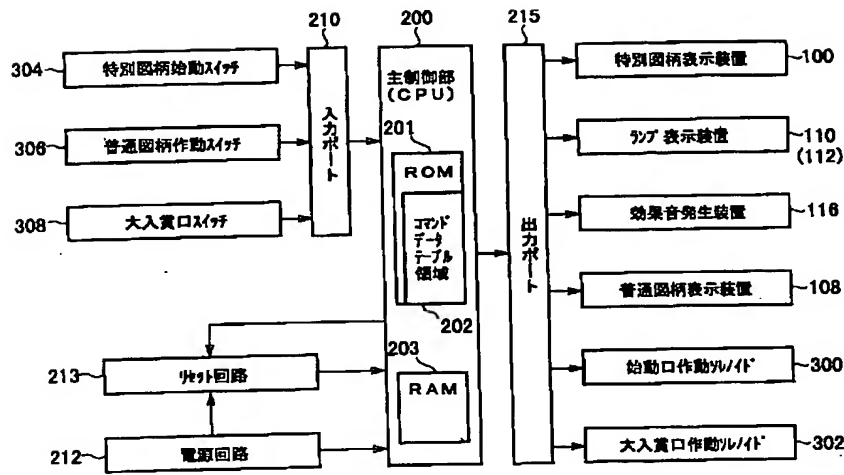 210
200
215
304
特別図柄始動スイッチ
306
普通図柄作動スイッチ
308
大入賞口スイッチ
入力ポート
主制御部
(CPU)
201
ROM
コマンド
データ
テーブル
領域
202
203
RAM
213
リセット回路
212
電源回路
出力ポート
特別図柄表示装置
100
ランプ表示装置
110
(112)
効果音発生装置
116
普通図柄表示装置
108
始動口作動ソレノイド
300
大入賞口作動ソレノイド
302